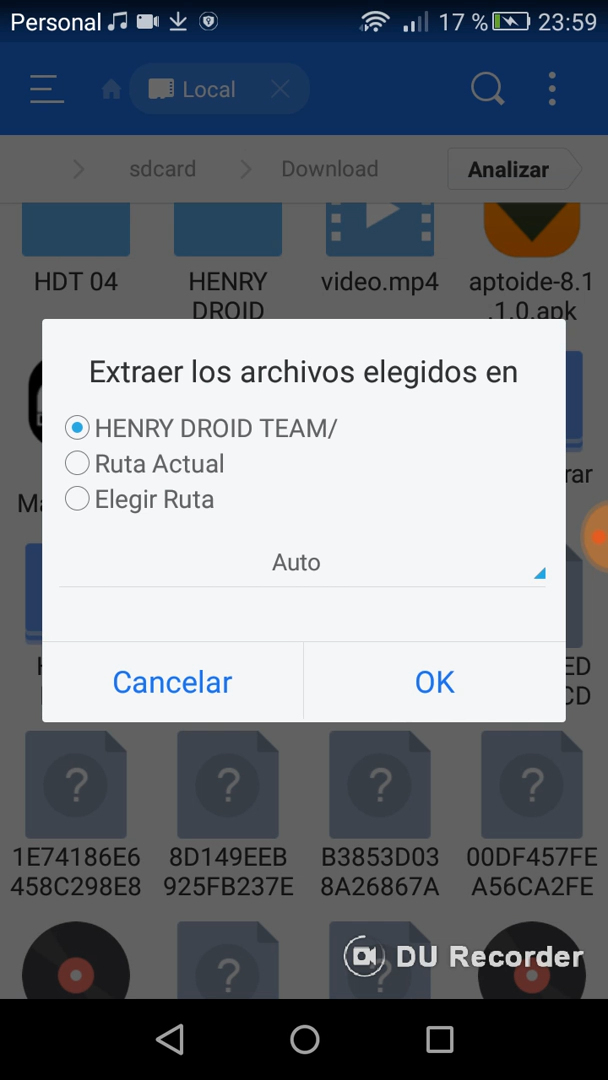 Personal 17 % 23:59
Local
sdcard Download Analizar
HDT 04 HENRY DROID video.mp4 aptoide-8.1.1.0.apk
Extraer los archivos elegidos en
HENRY DROID TEAM/
Ruta Actual
Elegir Ruta
Auto
Cancelar OK
1E74186E6 8D149EEB B3853D03 00DF457FE
458C298E8 925FB237E 8A26867A A56CA2FE
DU Recorder